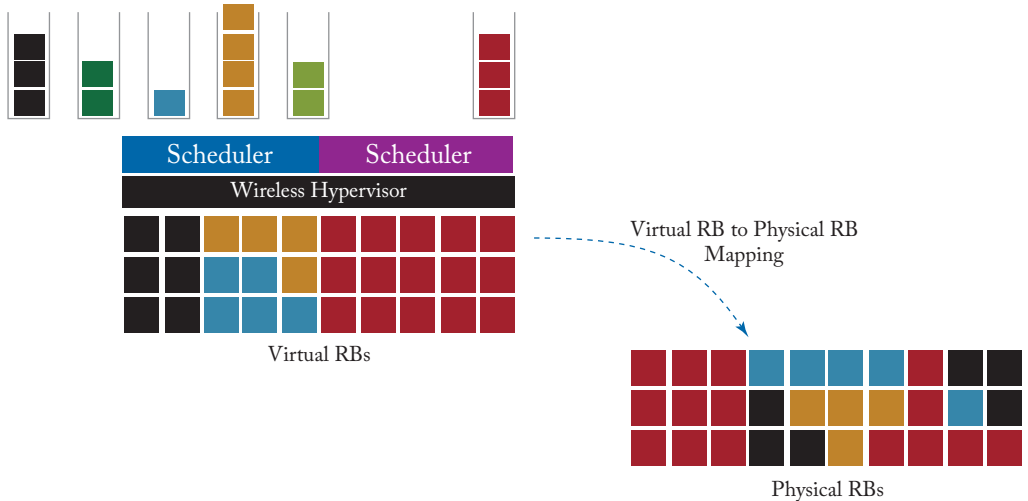 Scheduler
Scheduler
Wireless Hypervisor
Virtual RB to Physical RB
Mapping
Virtual RBs
Physical RBs